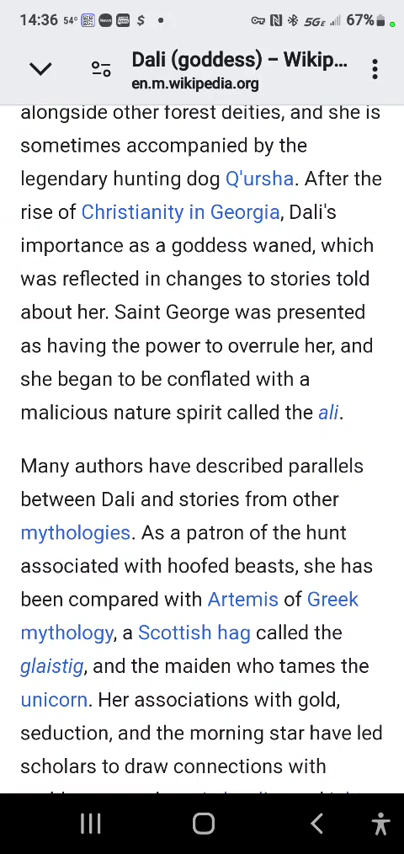 14:36 54° $ • 5GE 67%
Dali (goddess) – Wikip...
en.m.wikipedia.org
alongside other forest deities, and she is
sometimes accompanied by the
legendary hunting dog Q'ursha. After the
rise of Christianity in Georgia, Dali's
importance as a goddess waned, which
was reflected in changes to stories told
about her. Saint George was presented
as having the power to overrule her, and
she began to be conflated with a
malicious nature spirit called the ali.
Many authors have described parallels
between Dali and stories from other
mythologies. As a patron of the hunt
associated with hoofed beasts, she has
been compared with Artemis of Greek
mythology, a Scottish hag called the
glaistig, and the maiden who tames the
unicorn. Her associations with gold,
seduction, and the morning star have led
scholars to draw connections with